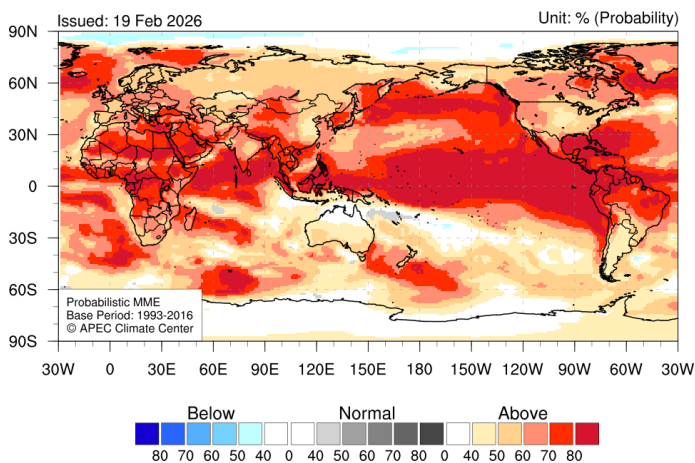 Issued: 19 Feb 2026
Unit: % (Probability)
90N
60N
30N
0
30S
60S
90S
Probabilistic MME
Base Period: 1993-2016
© APEC Climate Center
30W 0 30E 60E 90E 120E 150E 180 150W 120W 90W 60W 30W
Below Normal Above
80 70 60 50 40 0 40 50 60 70 80 0 40 50 60 70 80